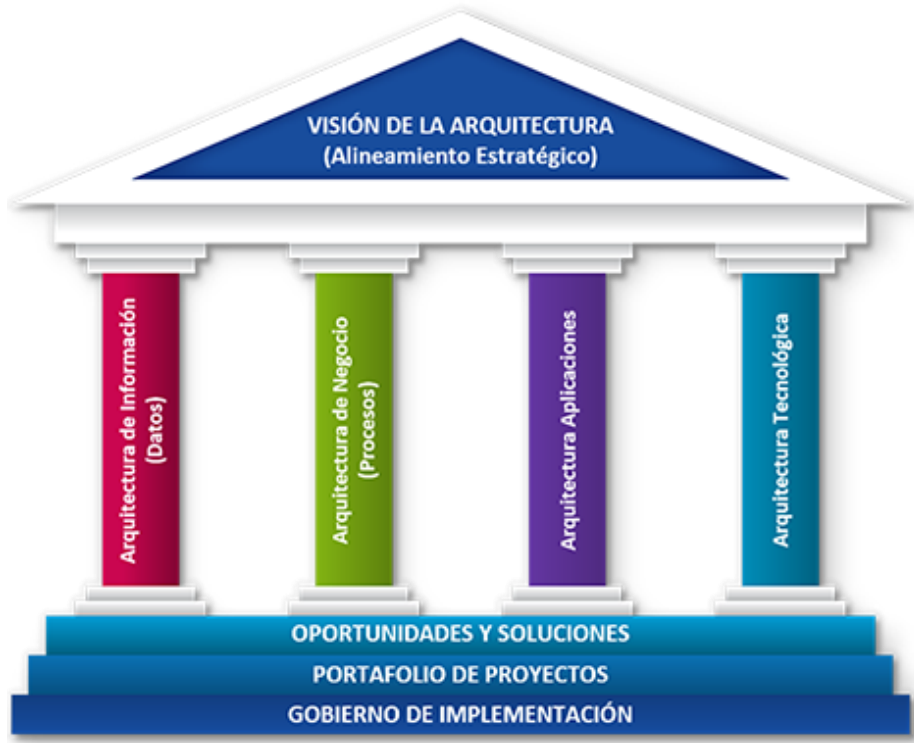 VISIÓN DE LA ARQUITECTURA
(Alineamiento Estratégico)
Arquitectura de Información
(Datos)
Arquitectura de Negocio
(Procesos)
Arquitectura Aplicaciones
Arquitectura Tecnológica
OPORTUNIDADES Y SOLUCIONES
PORTAFOLIO DE PROYECTOS
GOBIERNO DE IMPLEMENTACIÓN